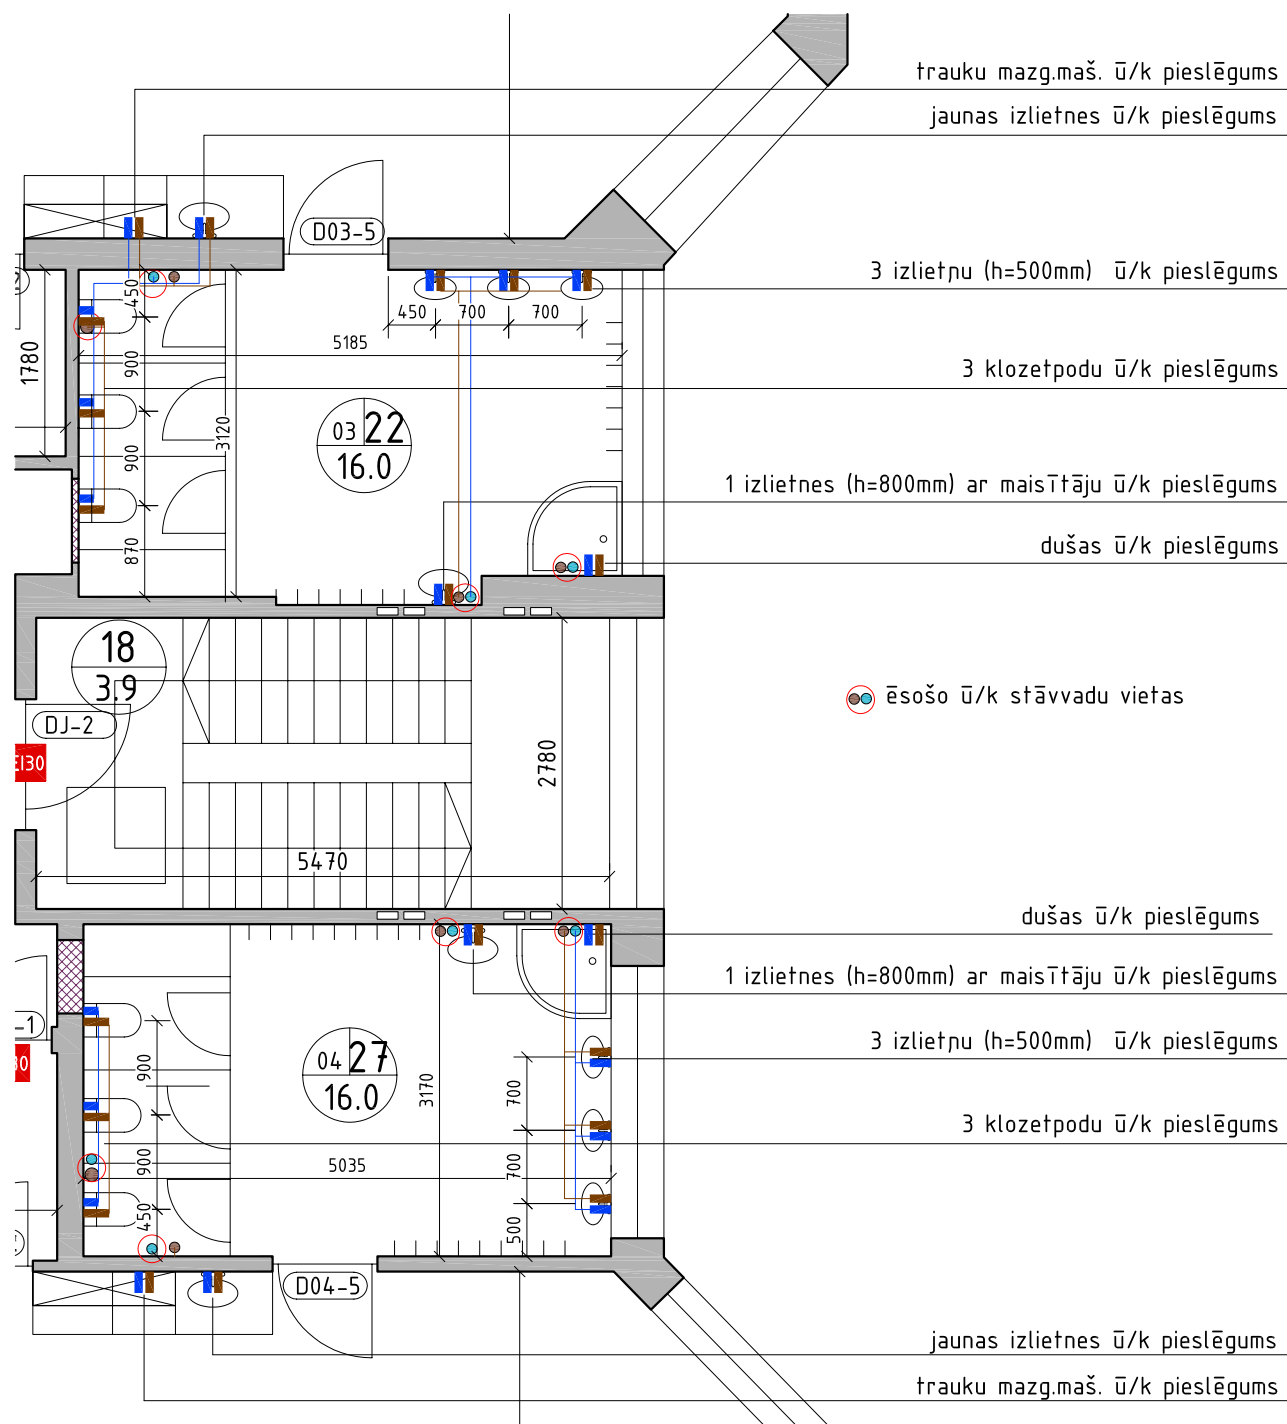 trauku mazg.maš. ū/k pieslēgums
jaunas izlietnes ū/k pieslēgums
D03-5
3 izlietņu (h=500mm) ū/k pieslēgums
450
450
700
700
5185
1780
900
3 klozetpodu ū/k pieslēgums
03 22
16.0
3120
900
1 izlietnes (h=800mm) ar maisītāju ū/k pieslēgums
870
dušas ū/k pieslēgums
18
3.9
DJ-2
ēsošo ū/k stāvvadu vietas
EI30
2780
5470
dušas ū/k pieslēgums
1 izlietnes (h=800mm) ar maisītāju ū/k pieslēgums
-1
3 izlietņu (h=500mm) ū/k pieslēgums
30
900
04 27
16.0
3170
700
3 klozetpodu ū/k pieslēgums
900
5035
700
450
500
D04-5
jaunas izlietnes ū/k pieslēgums
trauku mazg.maš. ū/k pieslēgums